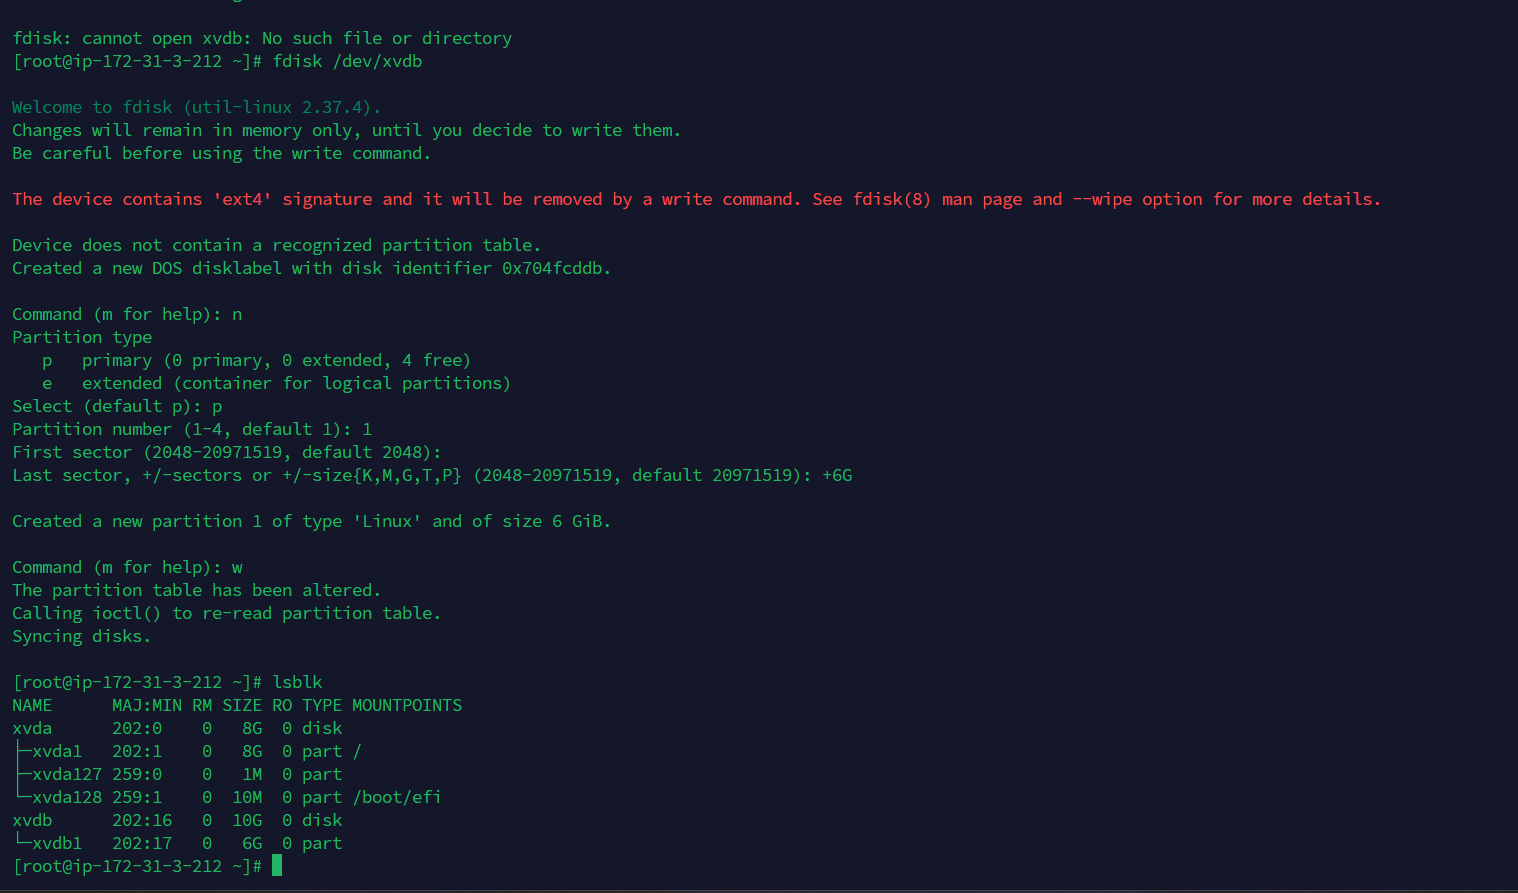 fdisk: cannot open xvdb: No such file or directory
[root@ip-172-31-3-212 ~]# fdisk /dev/xvdb

Welcome to fdisk (util-linux 2.37.4).
Changes will remain in memory only, until you decide to write them.
Be careful before using the write command.

The device contains 'ext4' signature and it will be removed by a write command. See fdisk(8) man page and --wipe option for more details.

Device does not contain a recognized partition table.
Created a new DOS disklabel with disk identifier 0x704fcddb.

Command (m for help): n
Partition type
   p   primary (0 primary, 0 extended, 4 free)
   e   extended (container for logical partitions)
Select (default p): p
Partition number (1-4, default 1): 1
First sector (2048-20971519, default 2048):
Last sector, +/-sectors or +/-size{K,M,G,T,P} (2048-20971519, default 20971519): +6G

Created a new partition 1 of type 'Linux' and of size 6 GiB.

Command (m for help): w
The partition table has been altered.
Calling ioctl() to re-read partition table.
Syncing disks.

[root@ip-172-31-3-212 ~]# lsblk
NAME      MAJ:MIN RM SIZE RO TYPE MOUNTPOINTS
xvda      202:0    0   8G  0 disk
├─xvda1   202:1    0   8G  0 part /
├─xvda127 259:0    0   1M  0 part
└─xvda128 259:1    0  10M  0 part /boot/efi
xvdb      202:16   0  10G  0 disk
└─xvdb1   202:17   0   6G  0 part
[root@ip-172-31-3-212 ~]#